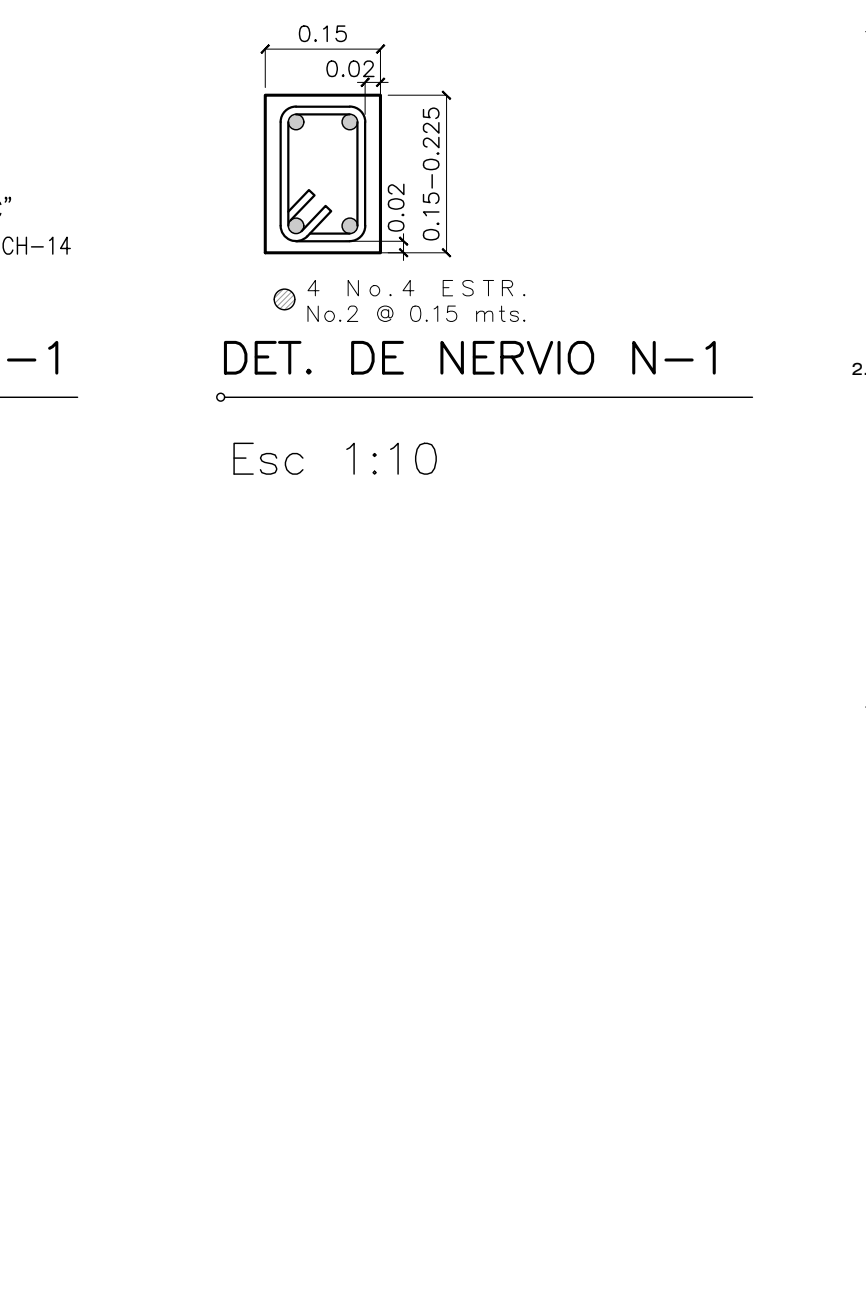 0.15
0.02
0.15-0.225
0.02
”
CH-14
4 No.4 ESTR.
No.2 @ 0.15 mts.
-1
DET. DE NERVIO N-1
2.
Esc 1:10